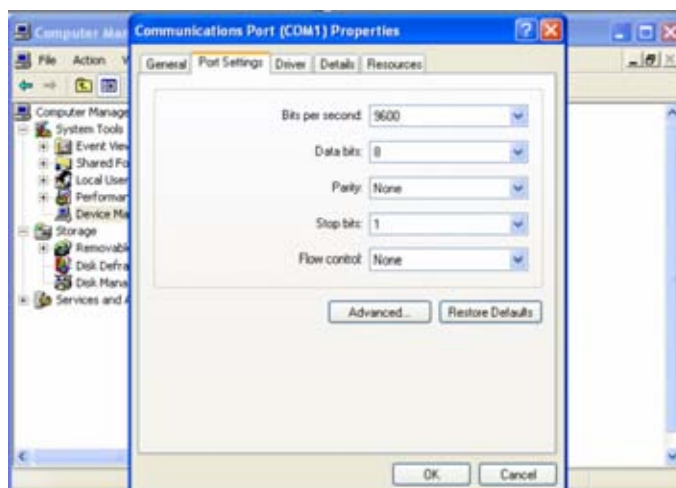 Computer Man
Communications Port (COM1) Properties
File Action V
General Port Settings Driver Details Resources
Computer Manage
System Tools
Event View
Shared Fo
Local User
Performan
Device Ma
Storage
Removabl
Disk Defra
Disk Mana
Services and A
Bits per second: 9600
Data bits: 8
Parity: None
Stop bits: 1
Flow control: None
Advanced... Restore Defaults
OK Cancel